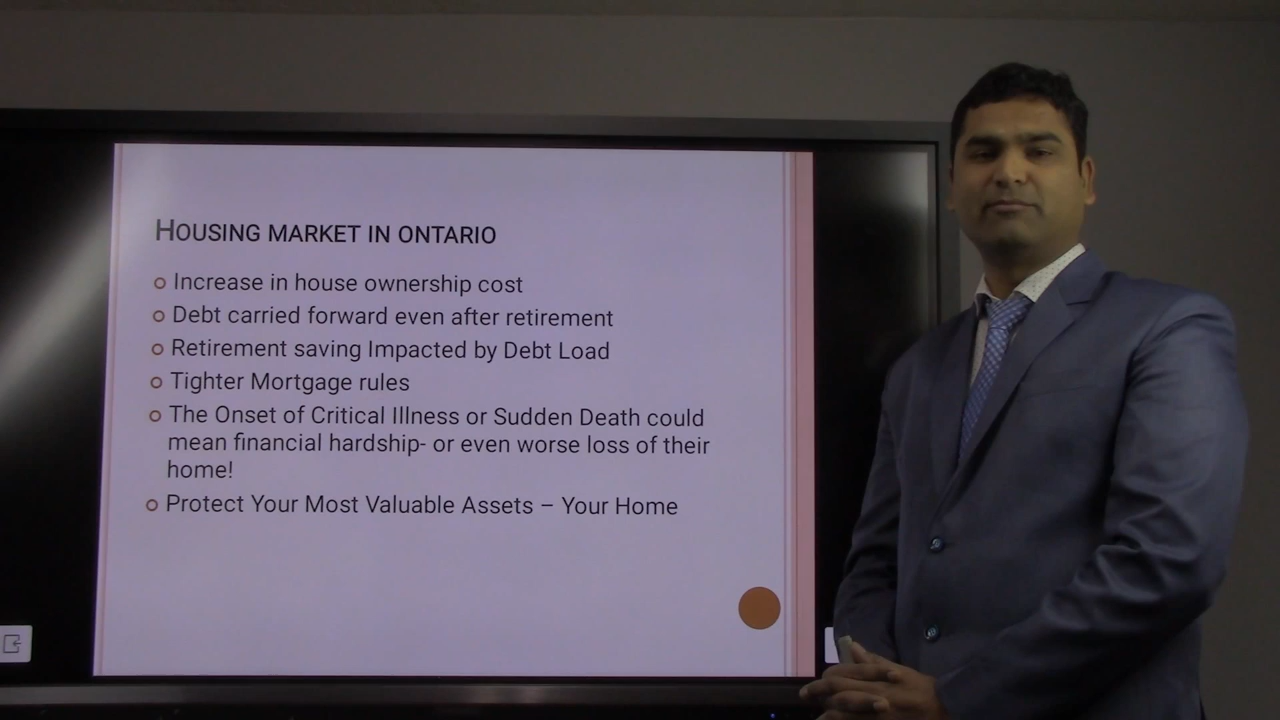 HOUSING MARKET IN ONTARIO
Increase in house ownership cost
Debt carried forward even after retirement
Retirement saving Impacted by Debt Load
Tighter Mortgage rules
The Onset of Critical Illness or Sudden Death could
mean financial hardship- or even worse loss of their
home!
Protect Your Most Valuable Assets – Your Home